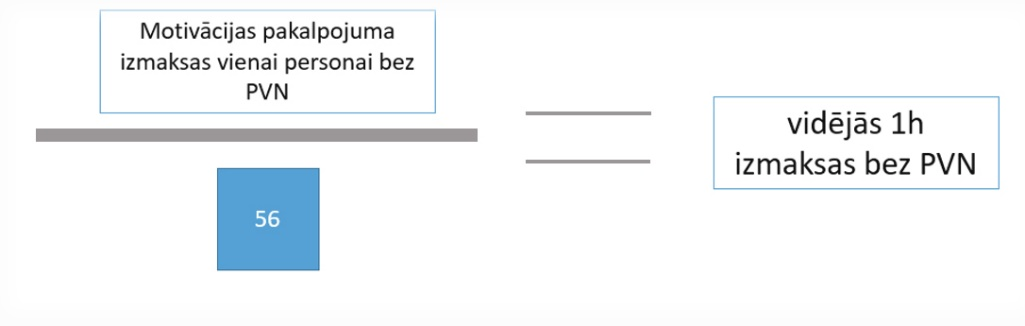 Motivācijas pakalpojuma
izmaksas vienai personai bez
PVN
56
vidējās 1h
izmaksas bez PVN